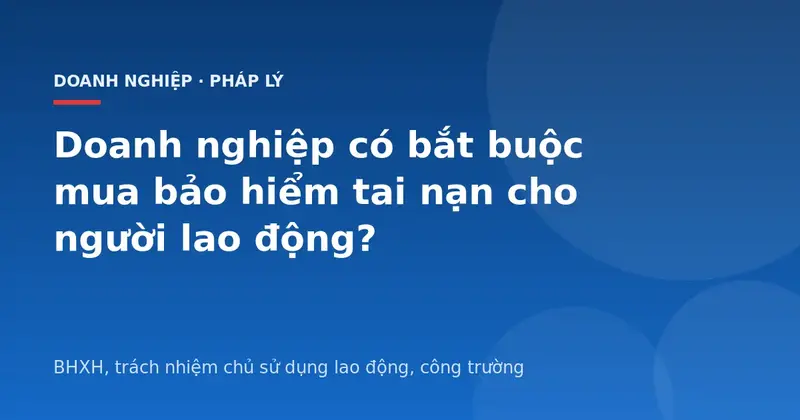 DOANH NGHIỆP · PHÁP LÝ
Doanh nghiệp có bắt buộc
mua bảo hiểm tai nạn cho
người lao động?
BHXH, trách nhiệm chủ sử dụng lao động, công trường